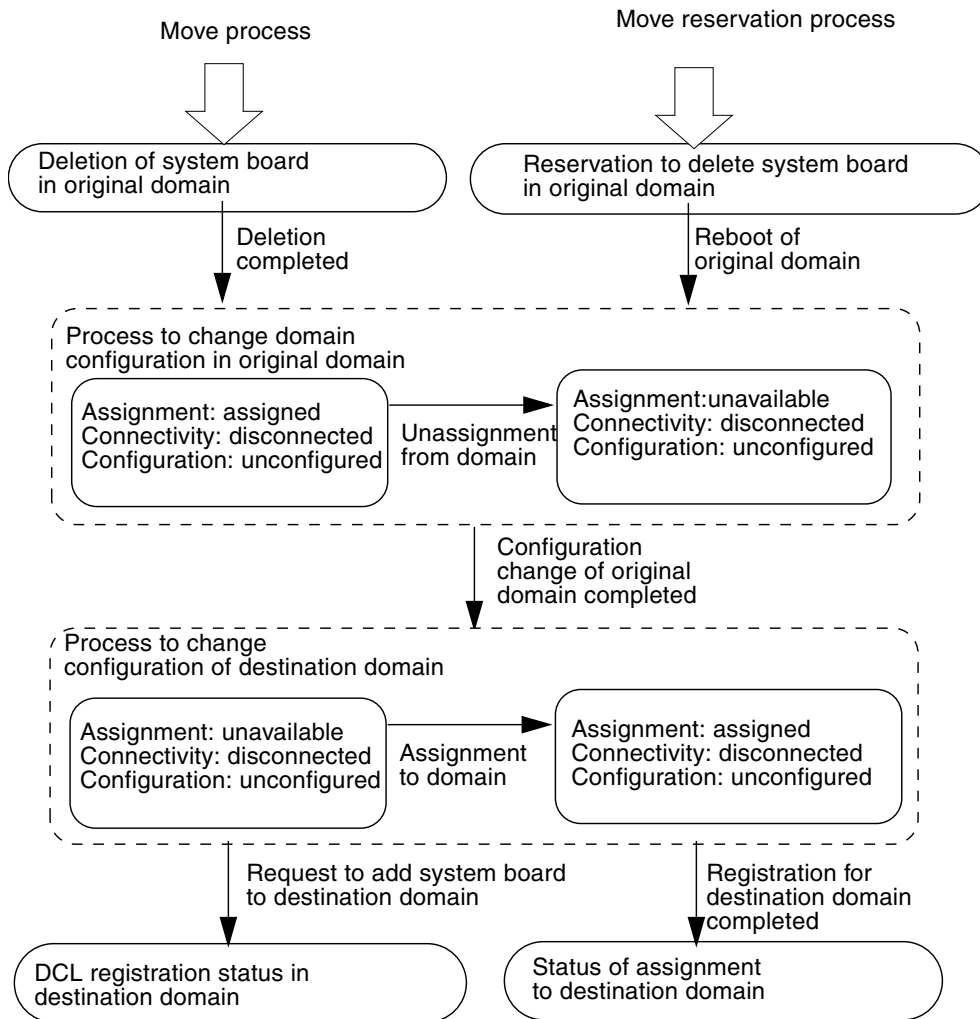 Move process
Move reservation process
Deletion of system board
in original domain
Reservation to delete system board
in original domain
Deletion
completed
Reboot of
original domain
Process to change domain
configuration in original domain
Assignment: assigned
Connectivity: disconnected
Configuration: unconfigured
Unassignment
from domain
Assignment:unavailable
Connectivity: disconnected
Configuration: unconfigured
Configuration
change of original
domain completed
Process to change
configuration of destination domain
Assignment: unavailable
Connectivity: disconnected
Configuration: unconfigured
Assignment
to domain
Assignment: assigned
Connectivity: disconnected
Configuration: unconfigured
Request to add system board
to destination domain
Registration for
destination domain
completed
DCL registration status in
destination domain
Status of assignment
to destination domain